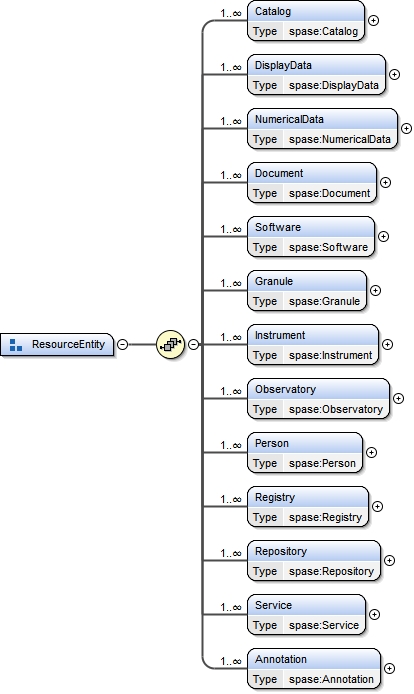 1..∞ Catalog
Type spase:Catalog
1..∞ DisplayData
Type spase:DisplayData
1..∞ NumericalData
Type spase:NumericalData
1..∞ Document
Type spase:Document
1..∞ Software
Type spase:Software
1..∞ Granule
Type spase:Granule
ResourceEntity
1..∞ Instrument
Type spase:Instrument
1..∞ Observatory
Type spase:Observatory
1..∞ Person
Type spase:Person
1..∞ Registry
Type spase:Registry
1..∞ Repository
Type spase:Repository
1..∞ Service
Type spase:Service
1..∞ Annotation
Type spase:Annotation